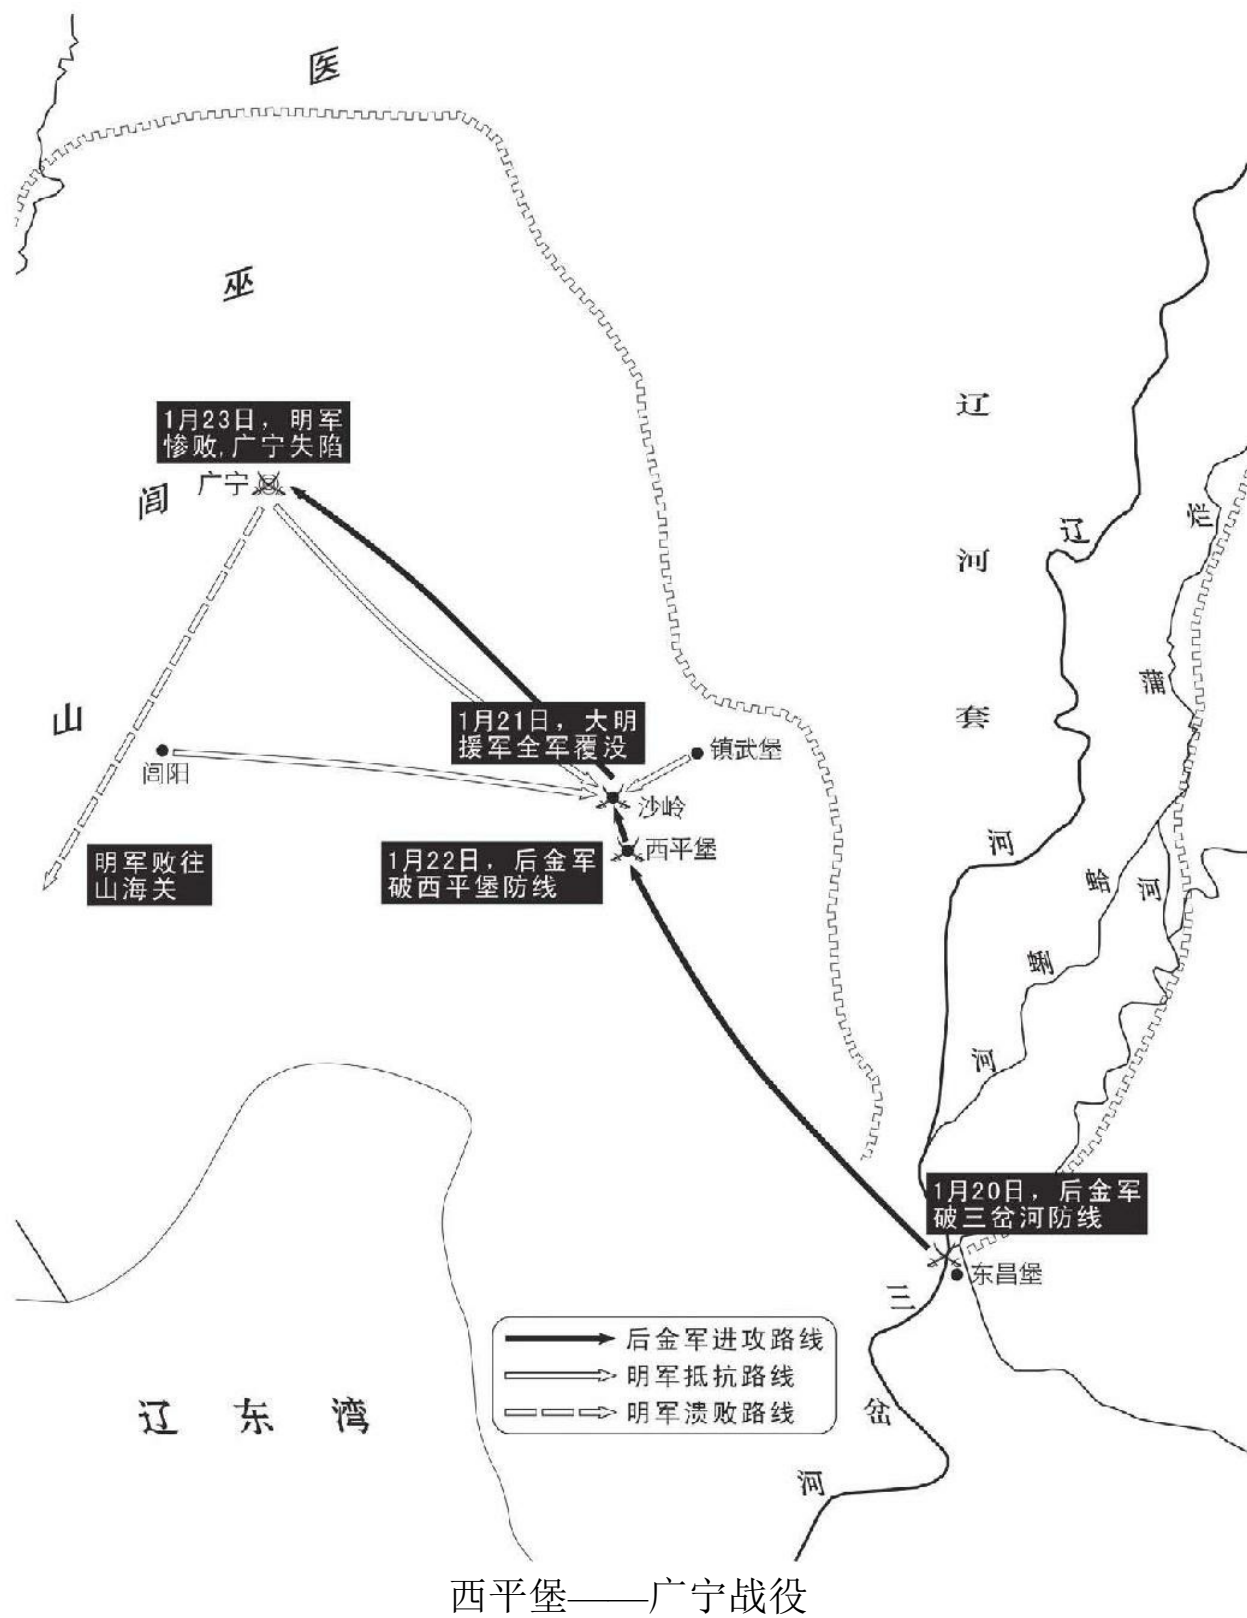 医
巫
闾
山
1月23日，明军
惨败,广宁失陷
广宁
辽
河
套
辽
河
烂
蒲
河
蛤
蜊
河
1月21日，大明
援军全军覆没
镇武堡
闾阳
沙岭
1月22日，后金军
破西平堡防线
西平堡
明军败往
山海关
1月20日，后金军
破三岔河防线
东昌堡
三
岔
河
后金军进攻路线
明军抵抗路线
明军溃败路线
辽东湾
西平堡——广宁战役